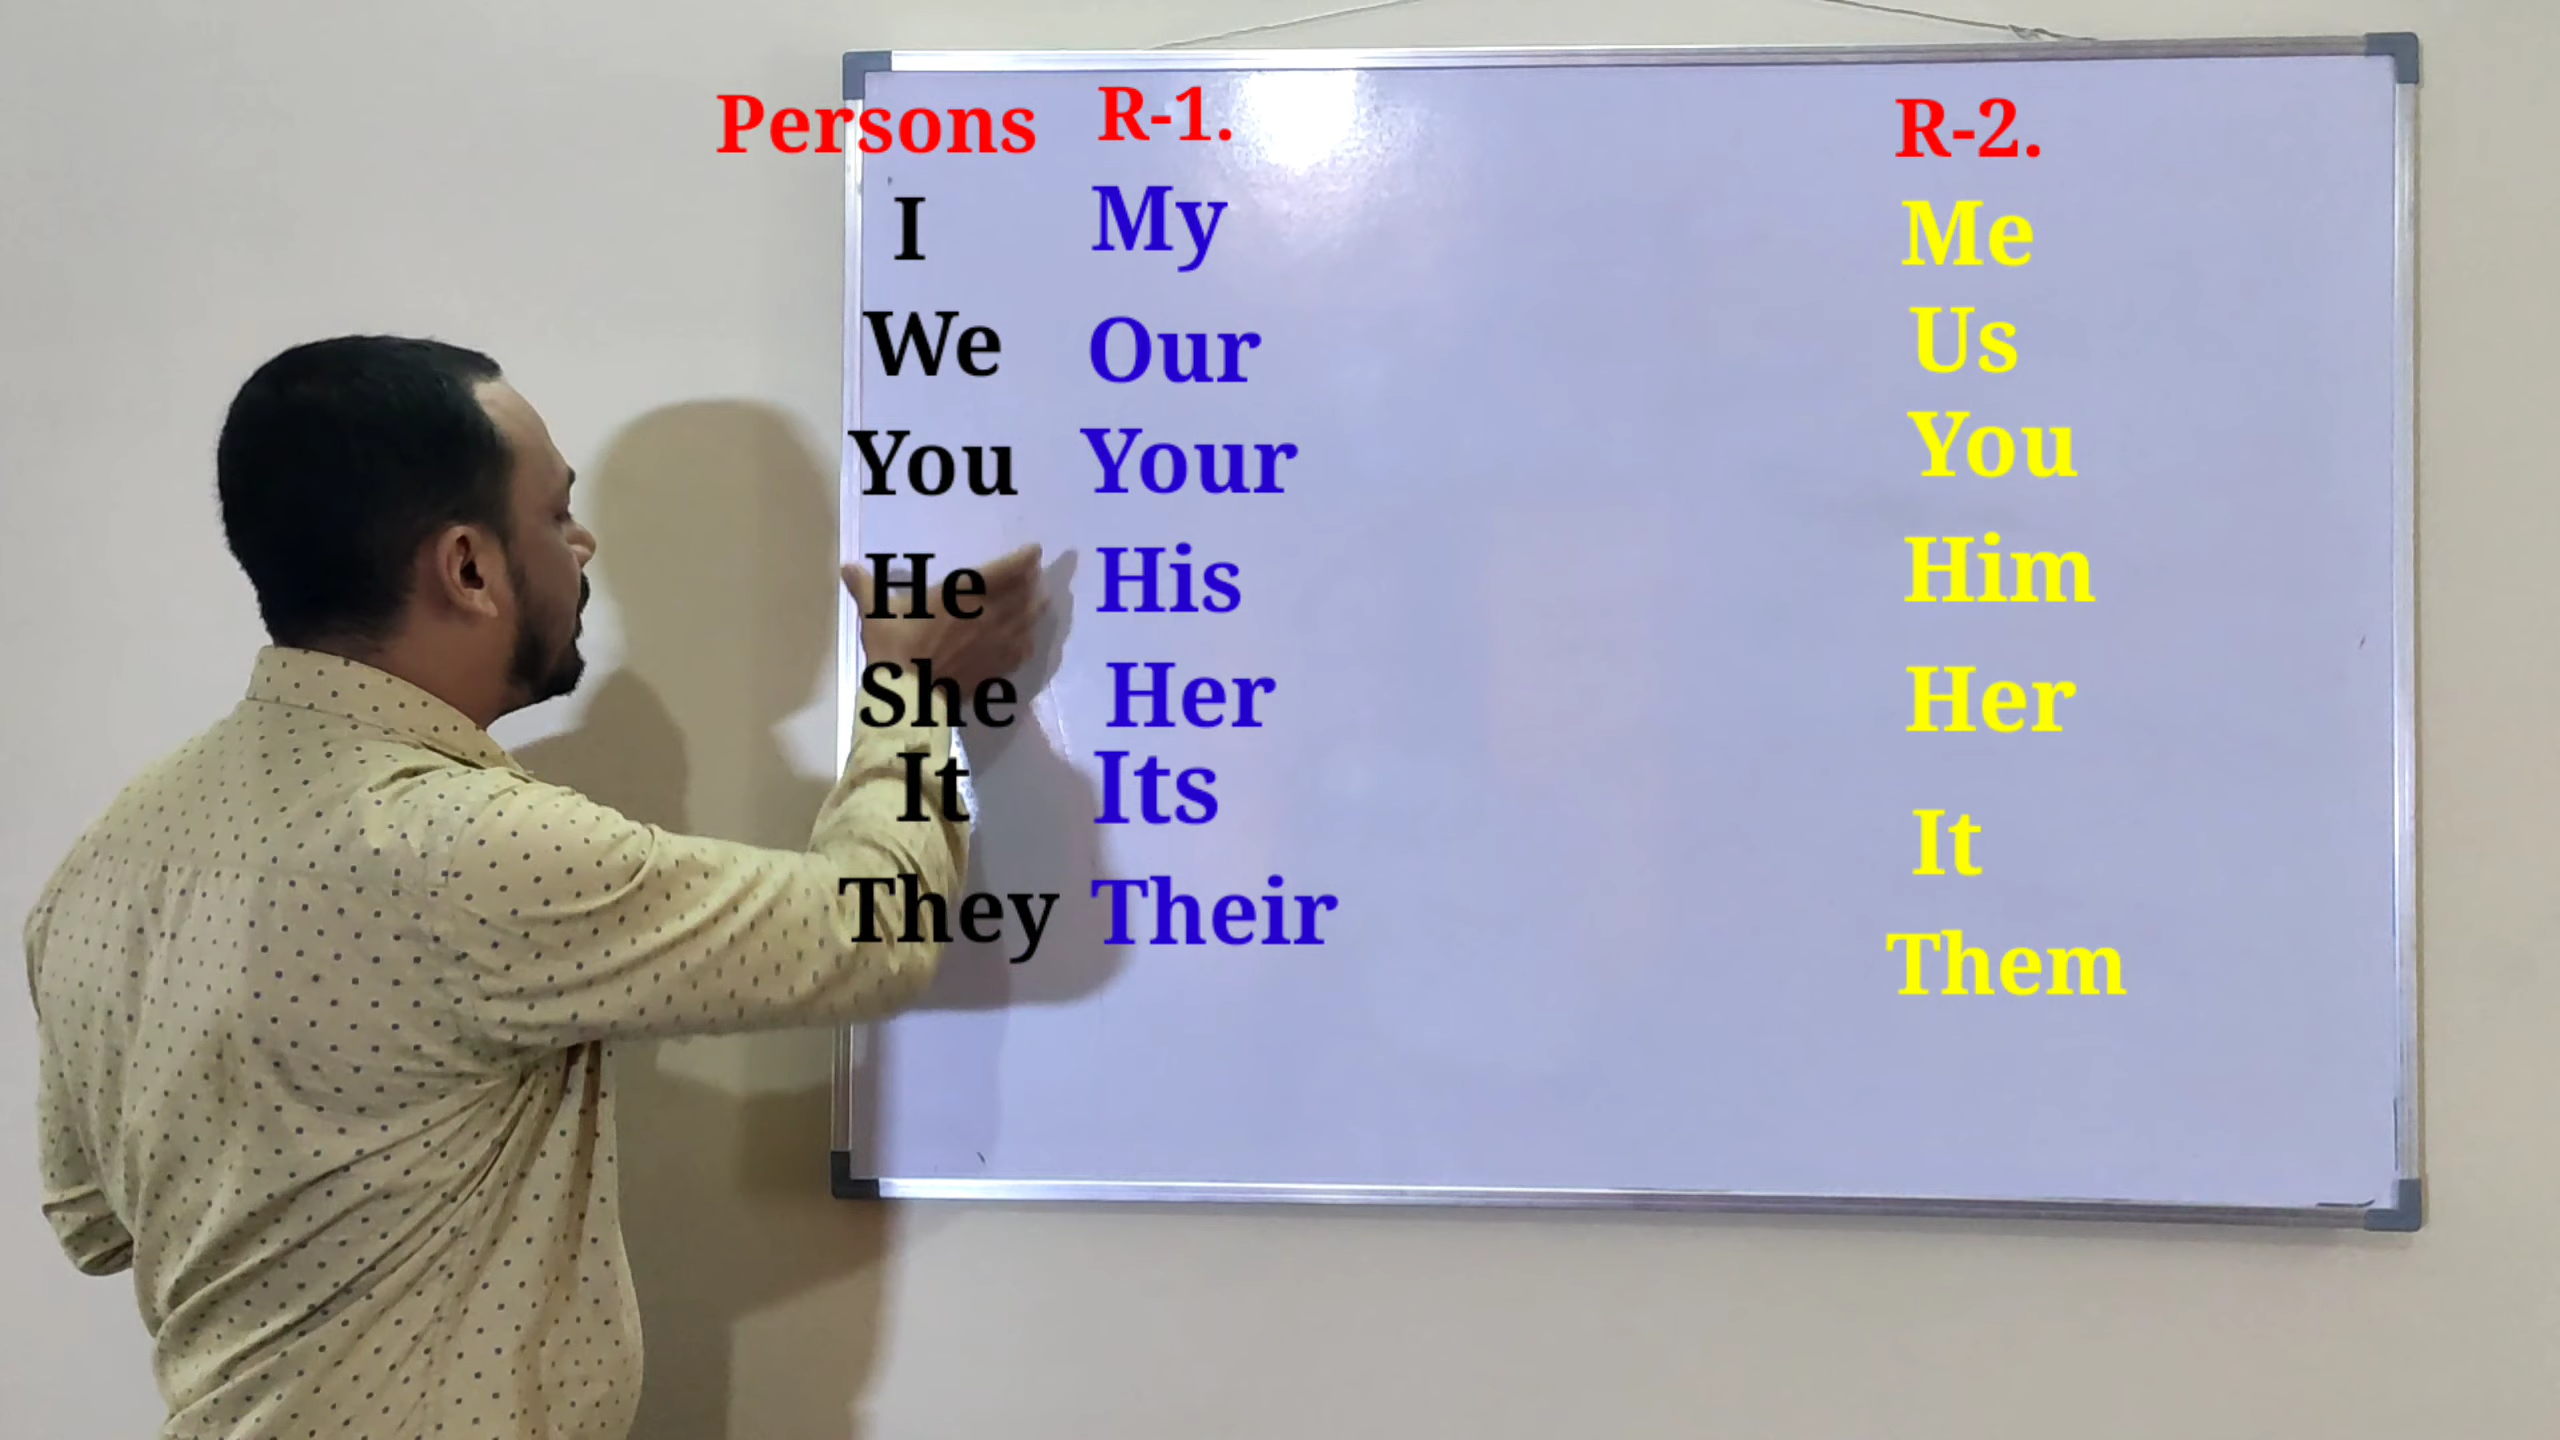 Persons R-1. R-2.
I My Me
We Our Us
You Your You
He His Him
She Her Her
It Its It
They Their Them